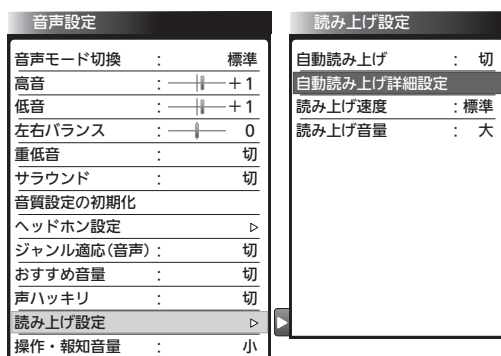 音声設定
音声モード切換 : 標準
高音 : +1
低音 : +1
左右バランス : 0
重低音 : 切
サラウンド : 切
音質設定の初期化
ヘッドホン設定
ジャンル適応(音声) : 切
おすすめ音量 : 切
声ハッキリ : 切
読み上げ設定
操作・報知音量 : 小
読み上げ設定
自動読み上げ : 切
自動読み上げ詳細設定
読み上げ速度 : 標準
読み上げ音量 : 大